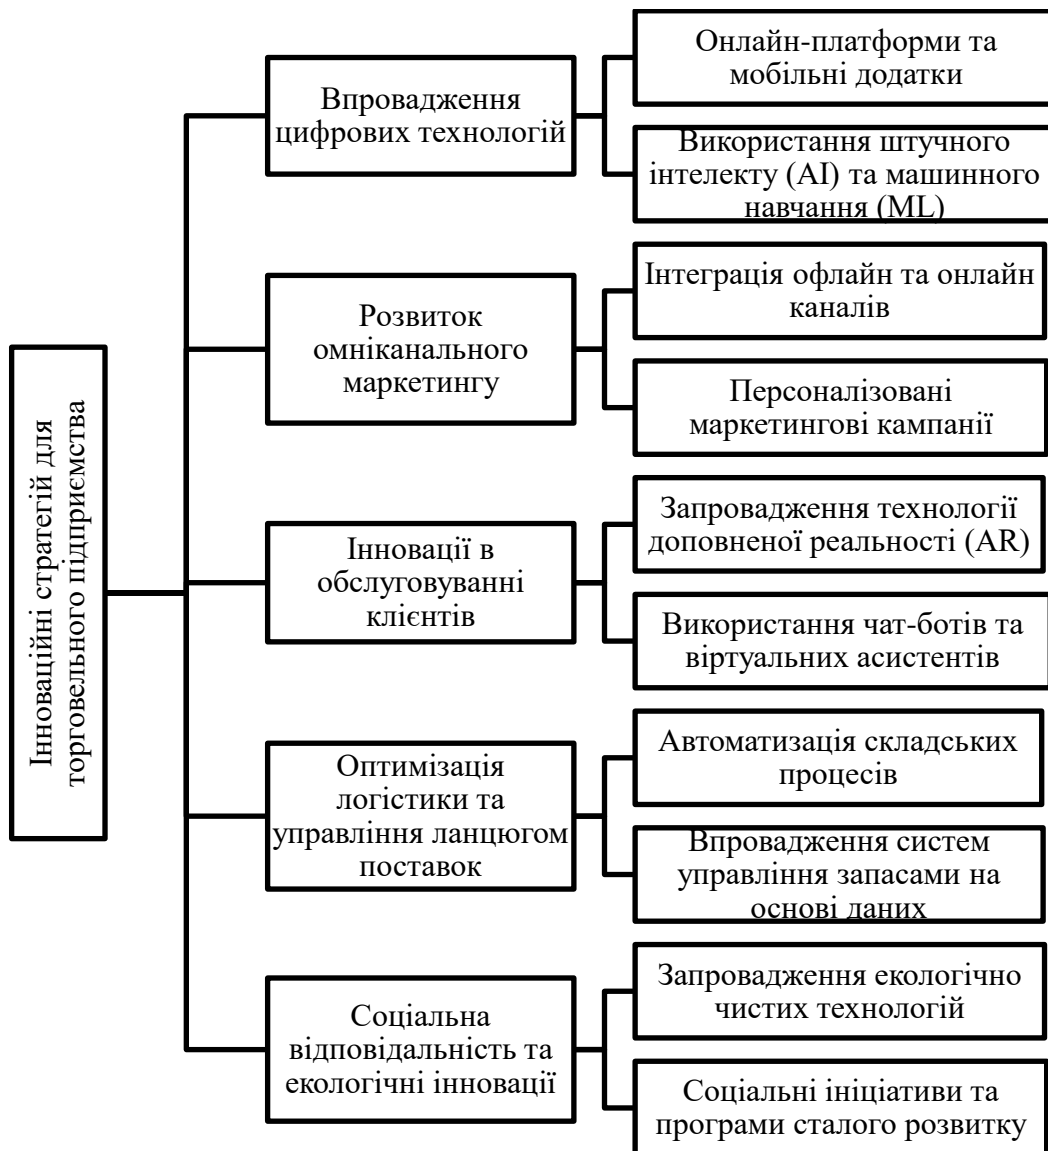 Інноваційні стратегій для
торговельного підприємства
Впровадження
цифрових технологій
Онлайн-платформи та
мобільні додатки
Використання штучного
інтелекту (AI) та машинного
навчання (ML)
Розвиток
омніканального
маркетингу
Інтеграція офлайн та онлайн
каналів
Персоналізовані
маркетингові кампанії
Інновації в
обслуговуванні
клієнтів
Запровадження технології
доповненої реальності (AR)
Використання чат-ботів та
віртуальних асистентів
Оптимізація
логістики та
управління ланцюгом
поставок
Автоматизація складських
процесів
Впровадження систем
управління запасами на
основі даних
Соціальна
відповідальність та
екологічні інновації
Запровадження екологічно
чистих технологій
Соціальні ініціативи та
програми сталого розвитку